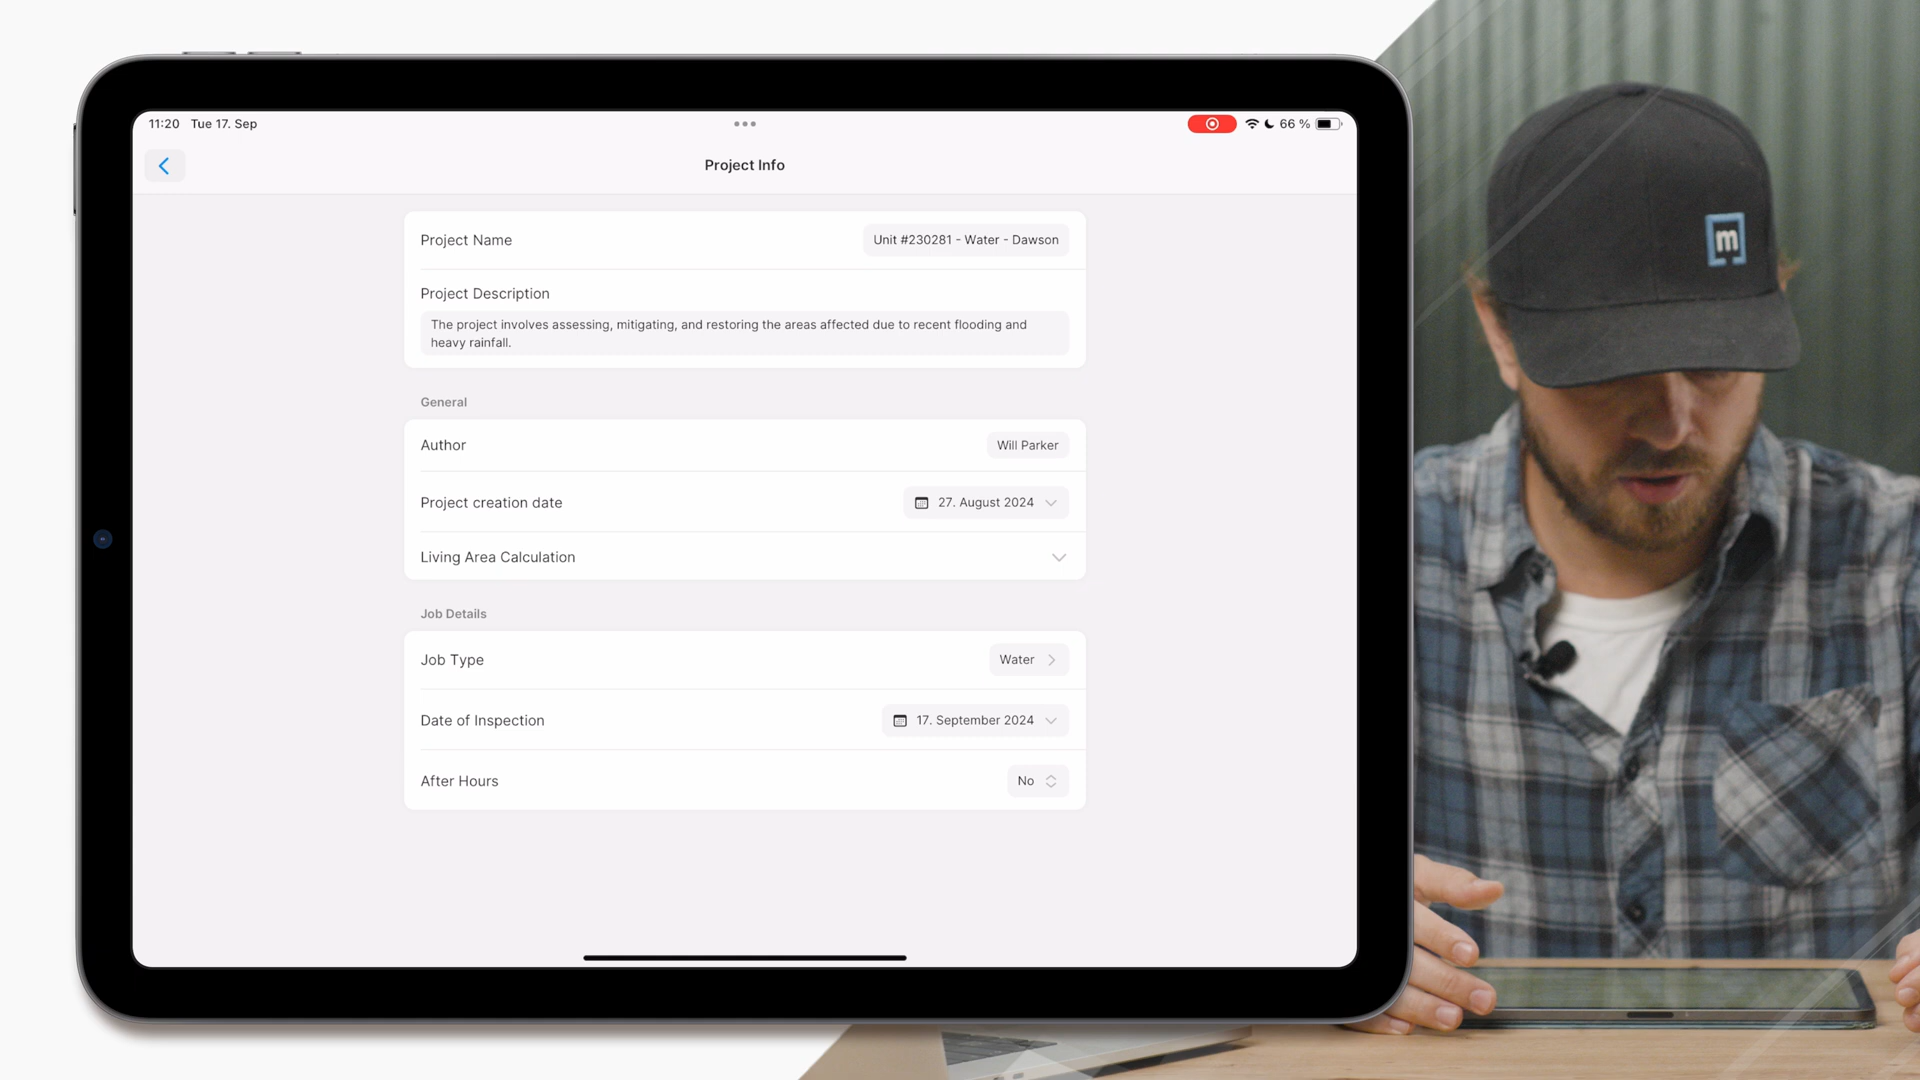 11:20 Tue 17. Sep
66 %
Project Info
Project Name
Unit #230281 - Water - Dawson
Project Description
The project involves assessing, mitigating, and restoring the areas affected due to recent flooding and
heavy rainfall.
General
Author
Will Parker
Project creation date
27. August 2024
Living Area Calculation
Job Details
Job Type
Water
Date of Inspection
17. September 2024
After Hours
No
m